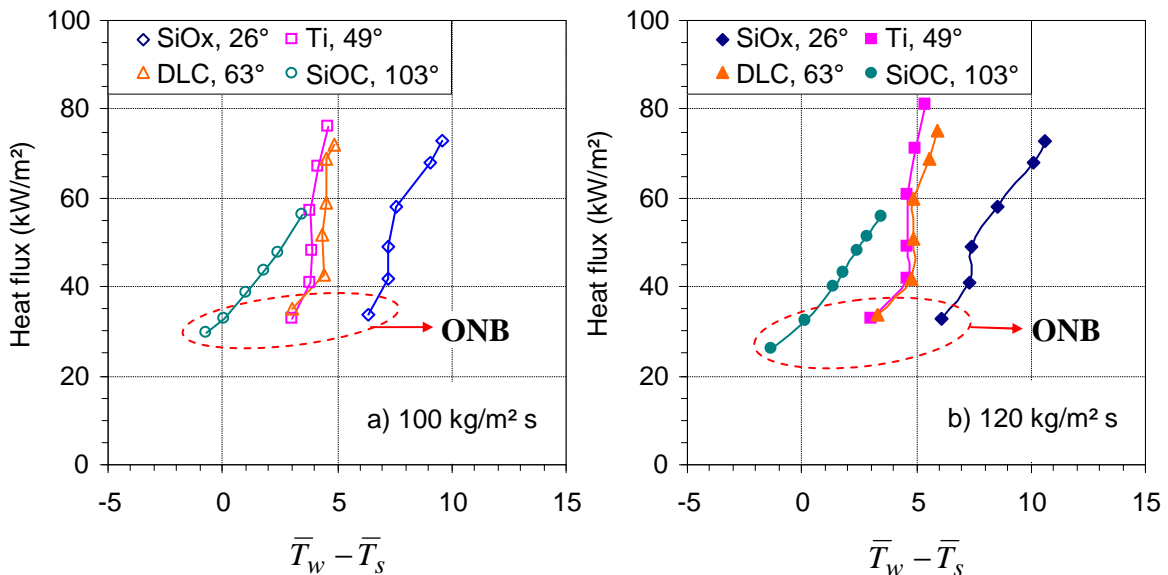 100
80
60
40
20
0
Heat flux (kW/m²)
SiOx, 26° Ti, 49°
DLC, 63° SiOC, 103°
ONB
a) 100 kg/m² s
-5 0 5 10 15
T̅w − T̅s
100
80
60
40
20
0
Heat flux (kW/m²)
SiOx, 26° Ti, 49°
DLC, 63° SiOC, 103°
ONB
b) 120 kg/m² s
-5 0 5 10 15
T̅w − T̅s